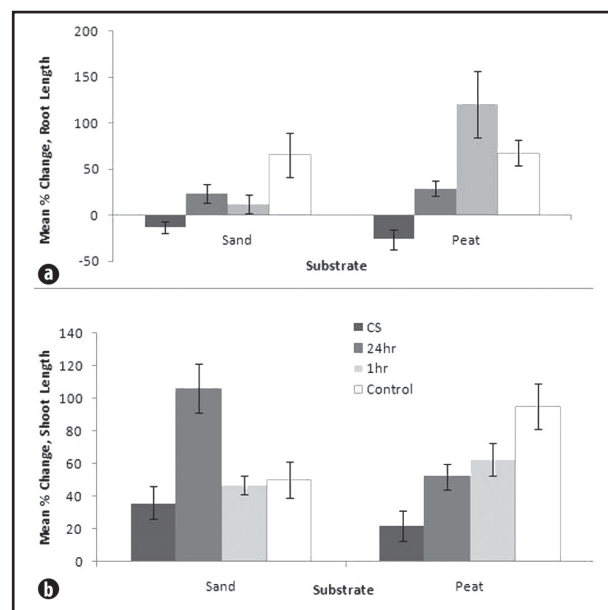 Mean % Change, Root Length
200
150
100
50
0
-50
Sand
Peat
Substrate
a
Mean % Change, Shoot Length
140
120
100
80
60
40
20
0
CS
24hr
1hr
Control
Sand
Substrate
Peat
b